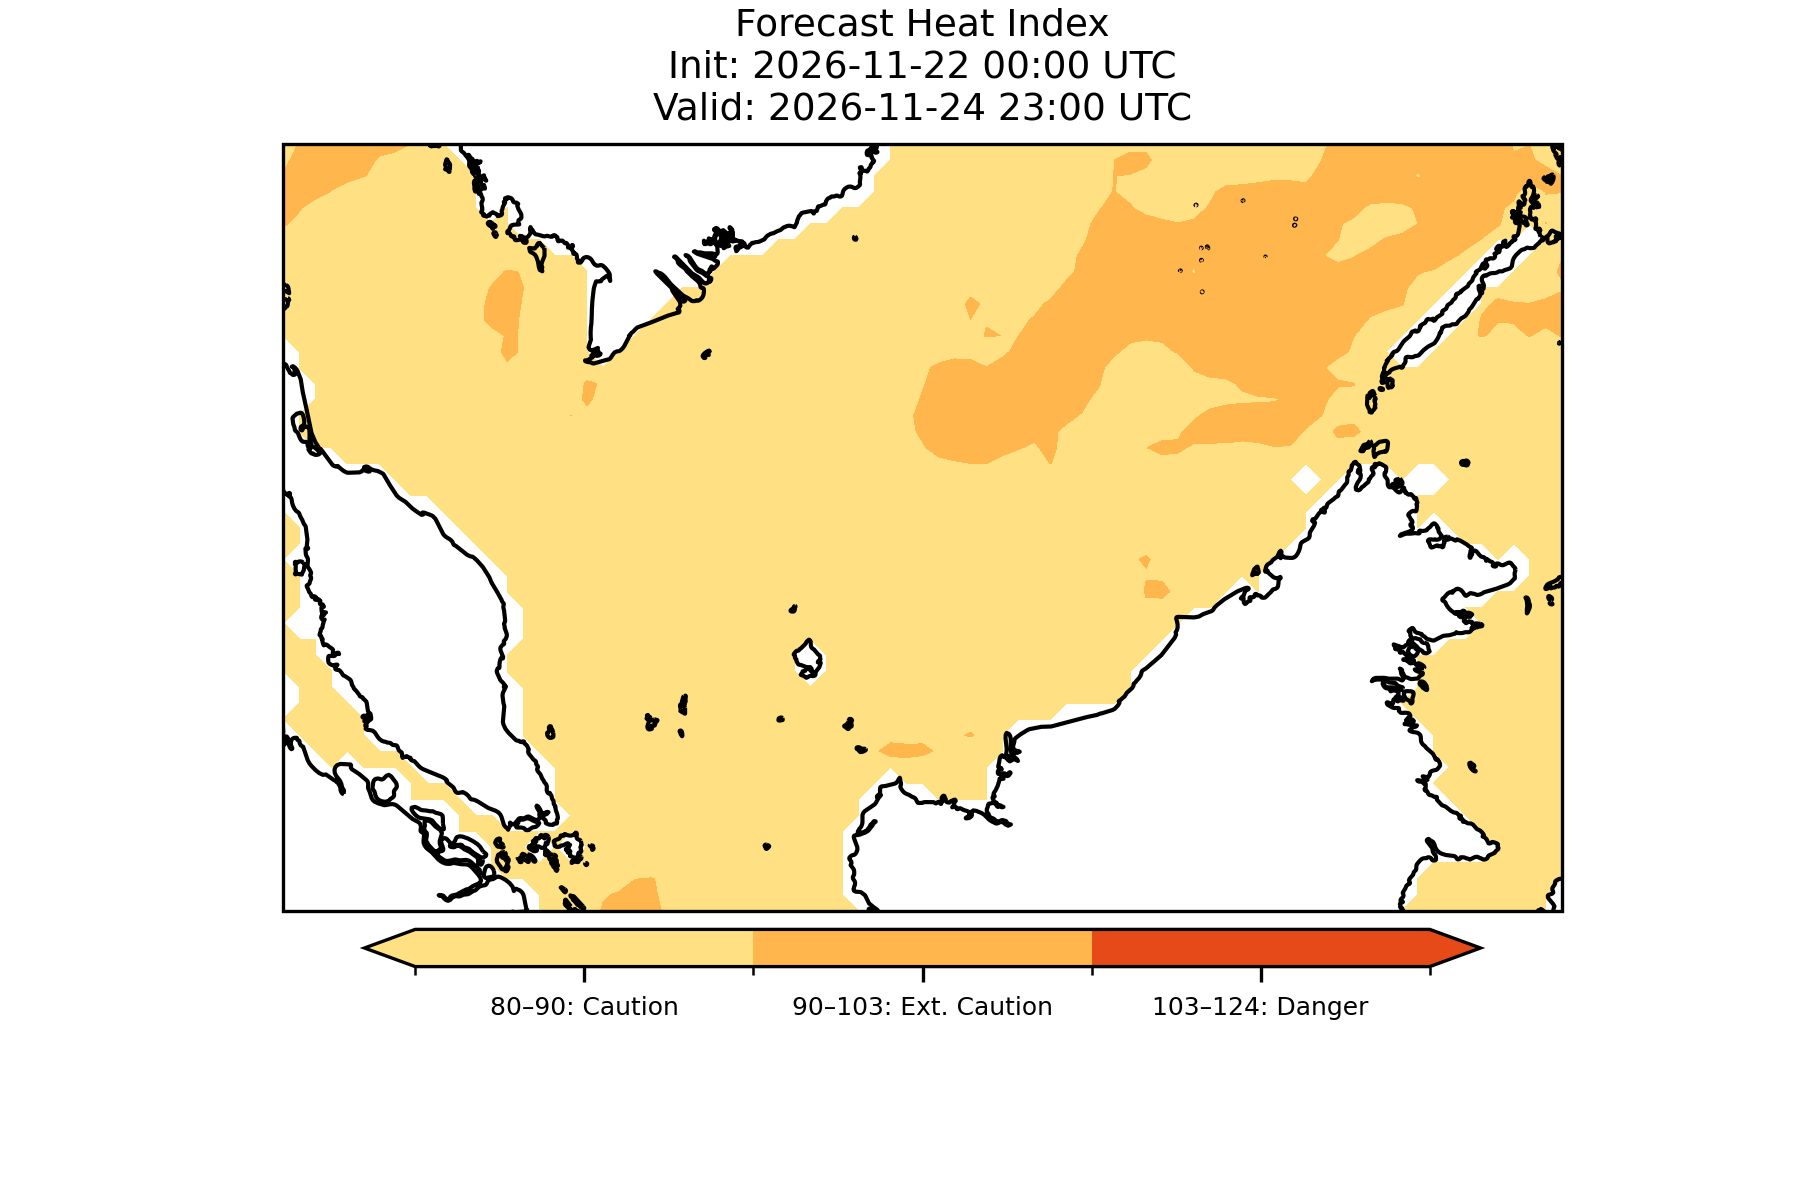 Forecast Heat Index
Init: 2026-11-22 00:00 UTC
Valid: 2026-11-24 23:00 UTC
80–90: Caution
90–103: Ext. Caution
103–124: Danger